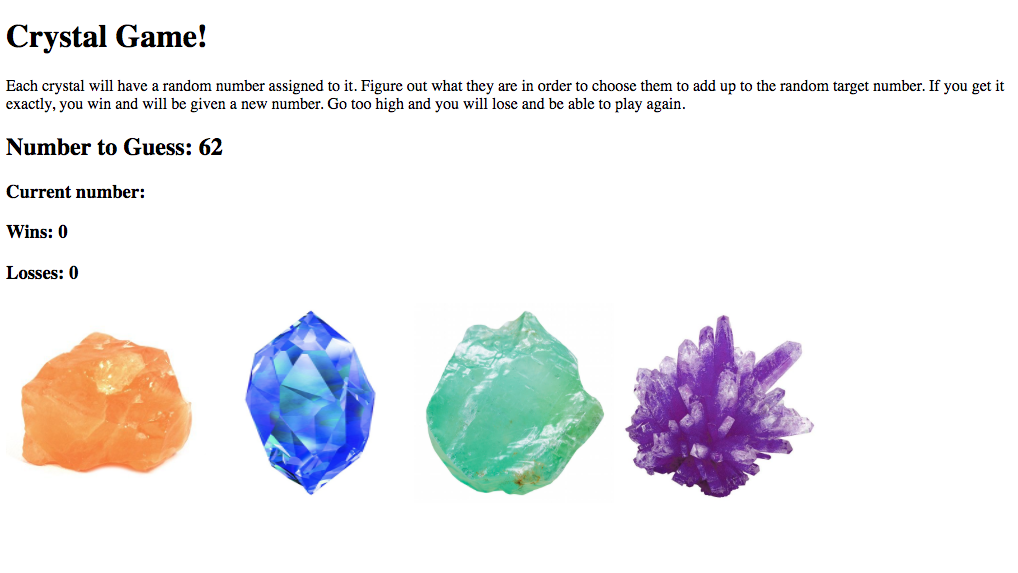 Crystal Game!
Each crystal will have a random number assigned to it. Figure out what they are in order to choose them to add up to the random target number. If you get it
exactly, you win and will be given a new number. Go too high and you will lose and be able to play again.
Number to Guess: 62
Current number:
Wins: 0
Losses: 0